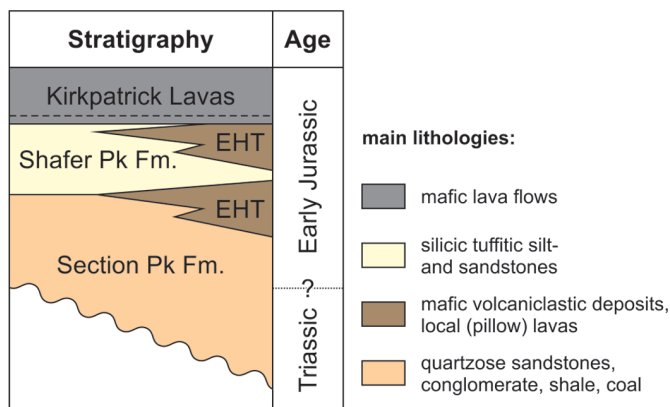 Stratigraphy
Age
Kirkpatrick Lavas
EHT
Shafer Pk Fm.
EHT
Section Pk Fm.
Early Jurassic
?
Triassic
main lithologies:
mafic lava flows
silicic tuffitic silt-
and sandstones
mafic volcaniclastic deposits,
local (pillow) lavas
quartzose sandstones,
conglomerate, shale, coal